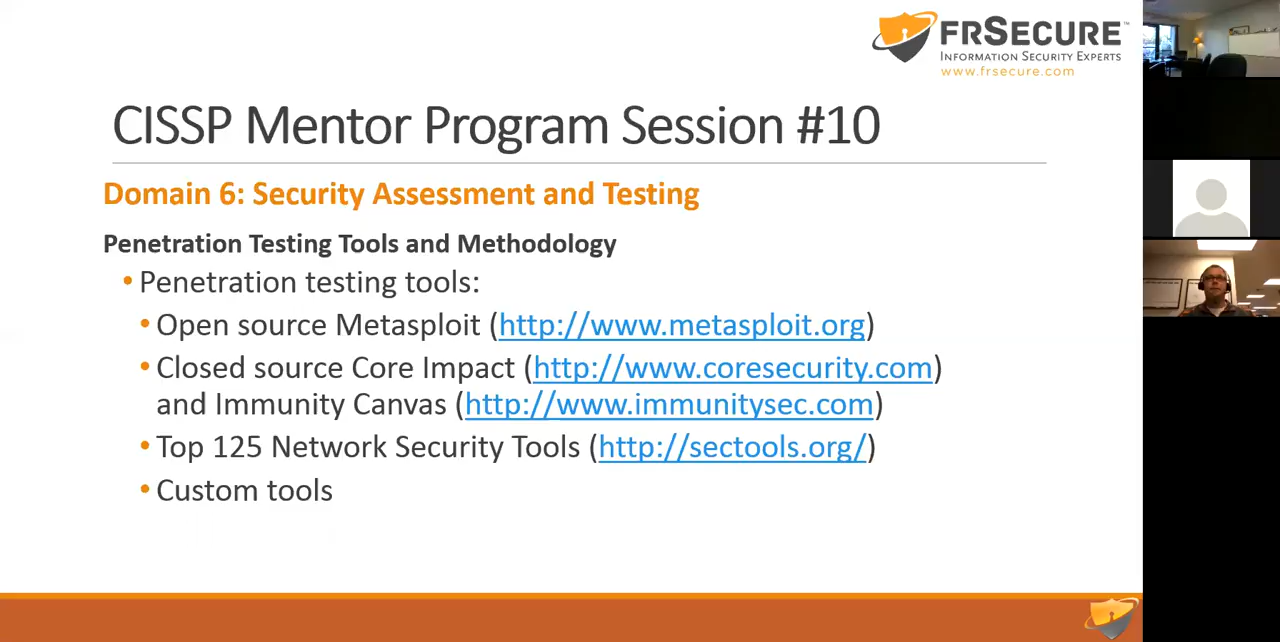 FRSECURE™
INFORMATION SECURITY EXPERTS
www.frsecure.com
CISSP Mentor Program Session #10
Domain 6: Security Assessment and Testing
Penetration Testing Tools and Methodology
• Penetration testing tools:
• Open source Metasploit (http://www.metasploit.org)
• Closed source Core Impact (http://www.coresecurity.com)
and Immunity Canvas (http://www.immunitysec.com)
• Top 125 Network Security Tools (http://sectools.org/)
• Custom tools